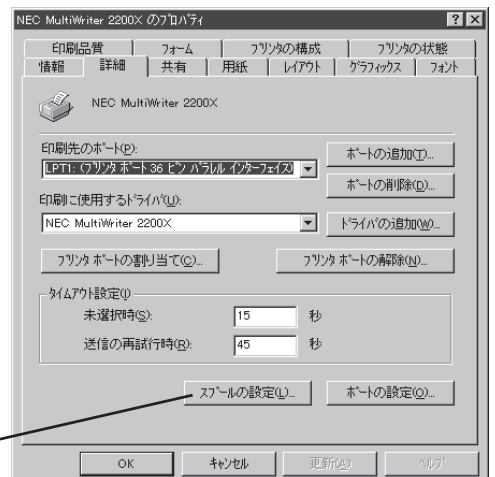 NEC MultiWriter 2200X のプロパティ
印刷品質 フォーム プリンタの構成 プリンタの状態
情報 詳細 共有 用紙 レイアウト グラフィックス フォント
NEC MultiWriter 2200X
印刷先のポート(P):
LPT1: (プリンタ ポート 36 ピン パラレル インターフェイス)
ポートの追加(T)...
ポートの削除(D)...
印刷に使用するドライバ(U):
NEC MultiWriter 2200X
ドライバの追加(W)...
プリンタ ポートの割り当て(C)... プリンタ ポートの解除(N)...
タイムアウト設定(I)
未選択時(S): 15 秒
送信の再試行時(R): 45 秒
スプールの設定(L)... ポートの設定(O)...
OK キャンセル 更新(A) ヘルプ